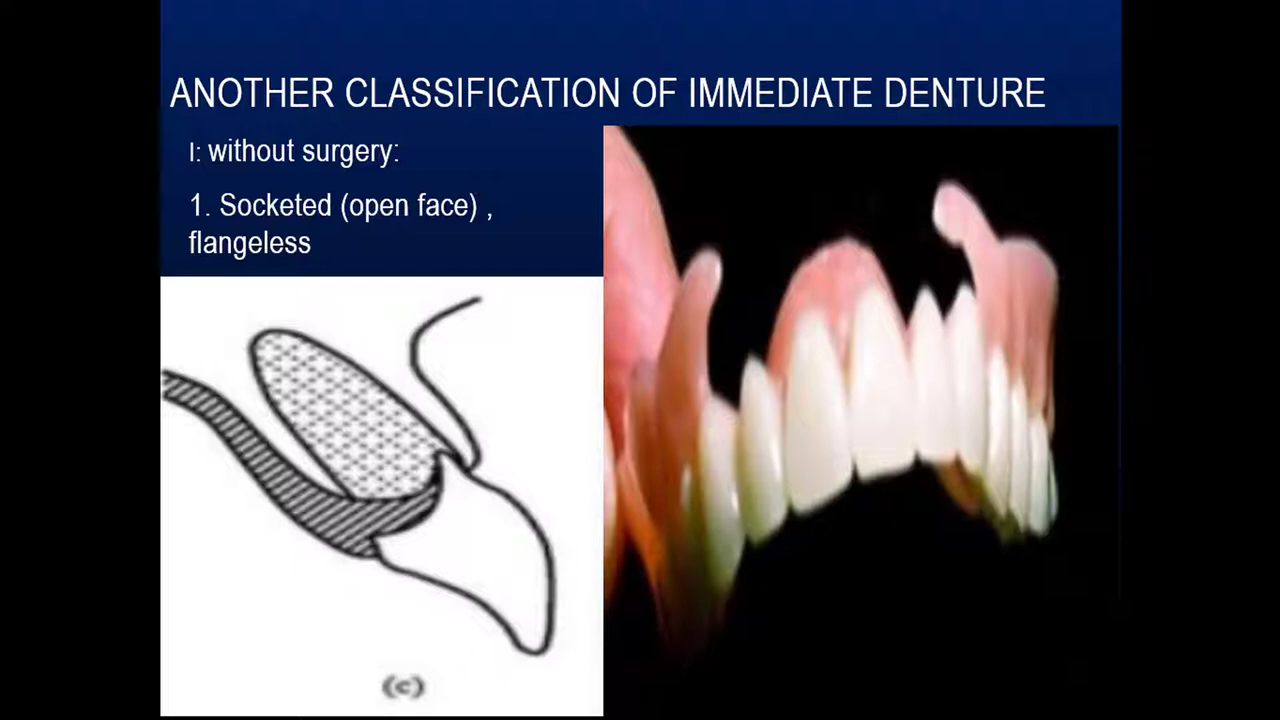 ANOTHER CLASSIFICATION OF IMMEDIATE DENTURE
I: without surgery:
1. Socketed (open face) ,
flangeless
(c)